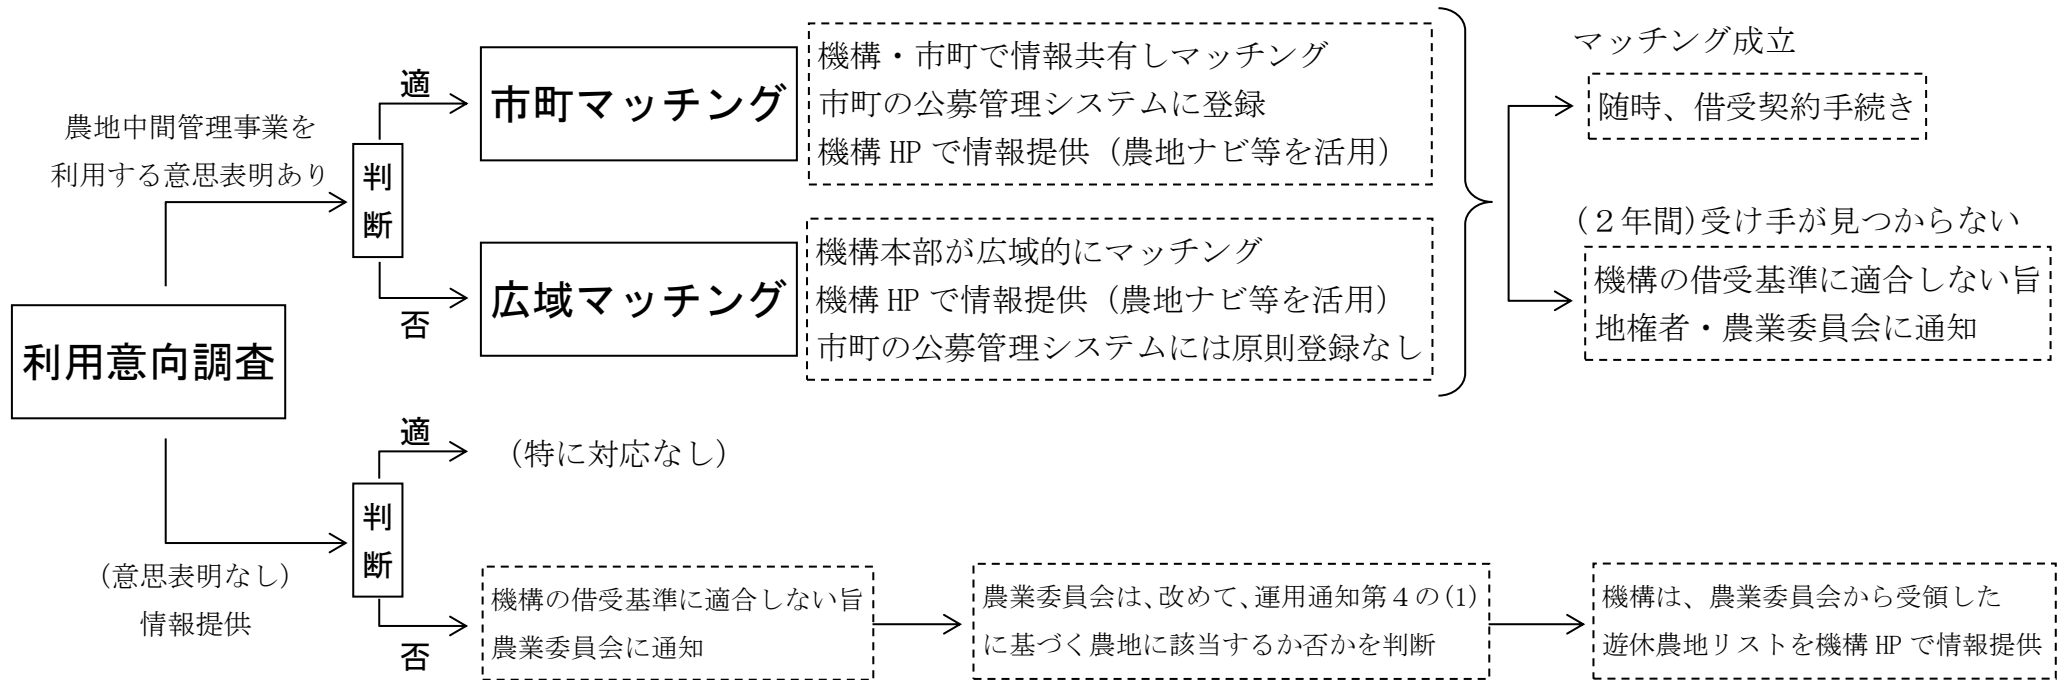 利用意向調査
農地中間管理事業を
利用する意思表明あり
判
断
適
市町マッチング
機構・市町で情報共有しマッチング
市町の公募管理システムに登録
機構 HP で情報提供（農地ナビ等を活用）
否
広域マッチング
機構本部が広域的にマッチング
機構 HP で情報提供（農地ナビ等を活用）
市町の公募管理システムには原則登録なし
マッチング成立
随時、借受契約手続き
(２年間)受け手が見つからない
機構の借受基準に適合しない旨
地権者・農業委員会に通知
(意思表明なし)
情報提供
判
断
適
（特に対応なし）
否
機構の借受基準に適合しない旨
農業委員会に通知
農業委員会は、改めて、運用通知第４の(1)
に基づく農地に該当するか否かを判断
機構は、農業委員会から受領した
遊休農地リストを機構 HP で情報提供